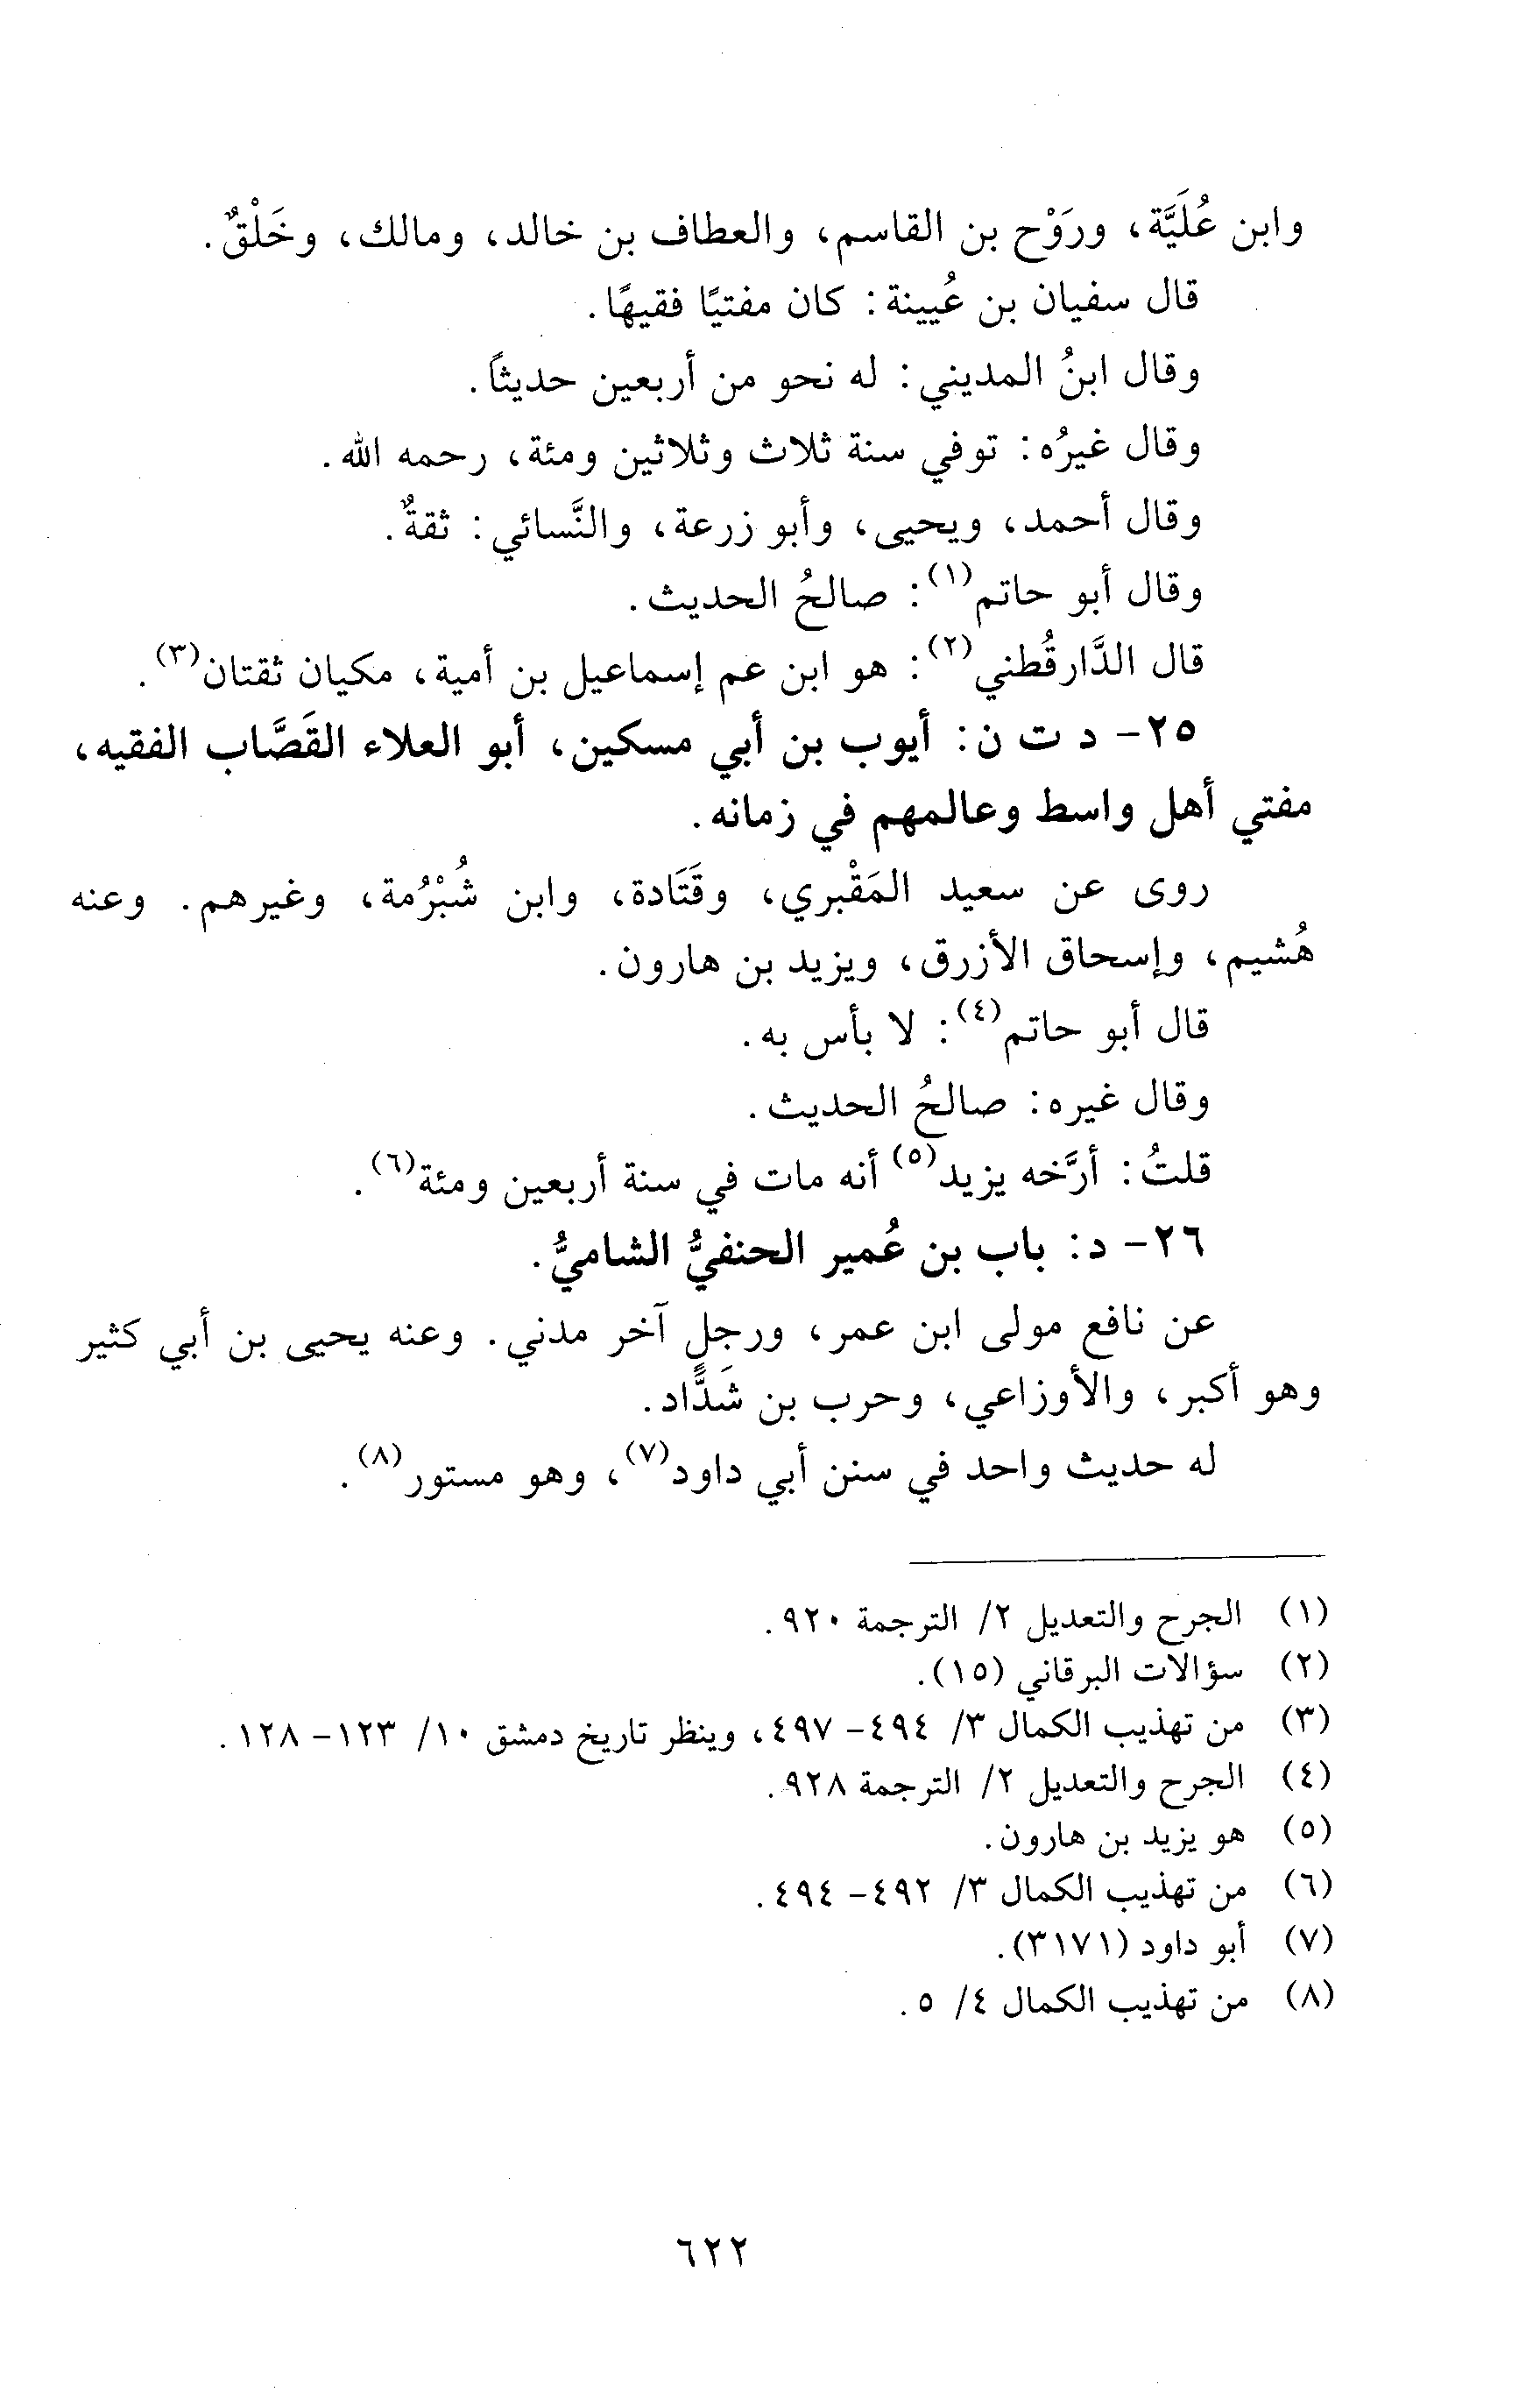 وابن عُلَيَّة، ورَوْح بن القاسم، والعطاف بن خالد، ومالك، وخَلْقٌ.
قال سفيان بن عُيينة: كان مفتيًا فقيهًا.
وقال ابنُ المديني: له نحو من أربعين حديثاً.
وقال غيرُه: توفي سنة ثلاث وثلاثين ومئة، رحمه الله.
وقال أحمد، ويحيى، وأبو زرعة، والنَّسائي: ثقةٌ.
وقال أبو حاتم(١): صالحُ الحديث.
قال الدَّارقُطني(٢): هو ابن عم إسماعيل بن أمية، مكيان ثقتان(٣).
٢٥- د ت ن: أيوب بن أبي مسكين، أبو العلاء القَصَّاب الفقيه،
مفتي أهل واسط وعالمهم في زمانه.
روى عن سعيد المَقْبري، وقَتَادة، وابن شُبْرُمة، وغيرهم. وعنه
هُشيم، وإسحاق الأزرق، ويزيد بن هارون.
قال أبو حاتم(٤): لا بأس به.
وقال غيره: صالحُ الحديث.
قلتُ: أرَّخه يزيد(٥) أنه مات في سنة أربعين ومئة(٦).
٢٦- د: باب بن عُمير الحنفيُّ الشاميُّ.
عن نافع مولى ابن عمر، ورجلٍ آخر مدني. وعنه يحيى بن أبي كثير
وهو أكبر، والأوزاعي، وحرب بن شَدَّاد.
له حديث واحد في سنن أبي داود(٧)، وهو مستور(٨).
(١) الجرح والتعديل ٢/ الترجمة ٩٢٠.
(٢) سؤالات البرقاني (١٥).
(٣) من تهذيب الكمال ٣/ ٤٩٤- ٤٩٧، وينظر تاريخ دمشق ١٠/ ١٢٣- ١٢٨.
(٤) الجرح والتعديل ٢/ الترجمة ٩٢٨.
(٥) هو يزيد بن هارون.
(٦) من تهذيب الكمال ٣/ ٤٩٢- ٤٩٤.
(٧) أبو داود (٣١٧١).
(٨) من تهذيب الكمال ٤/ ٥.
٦٢٢